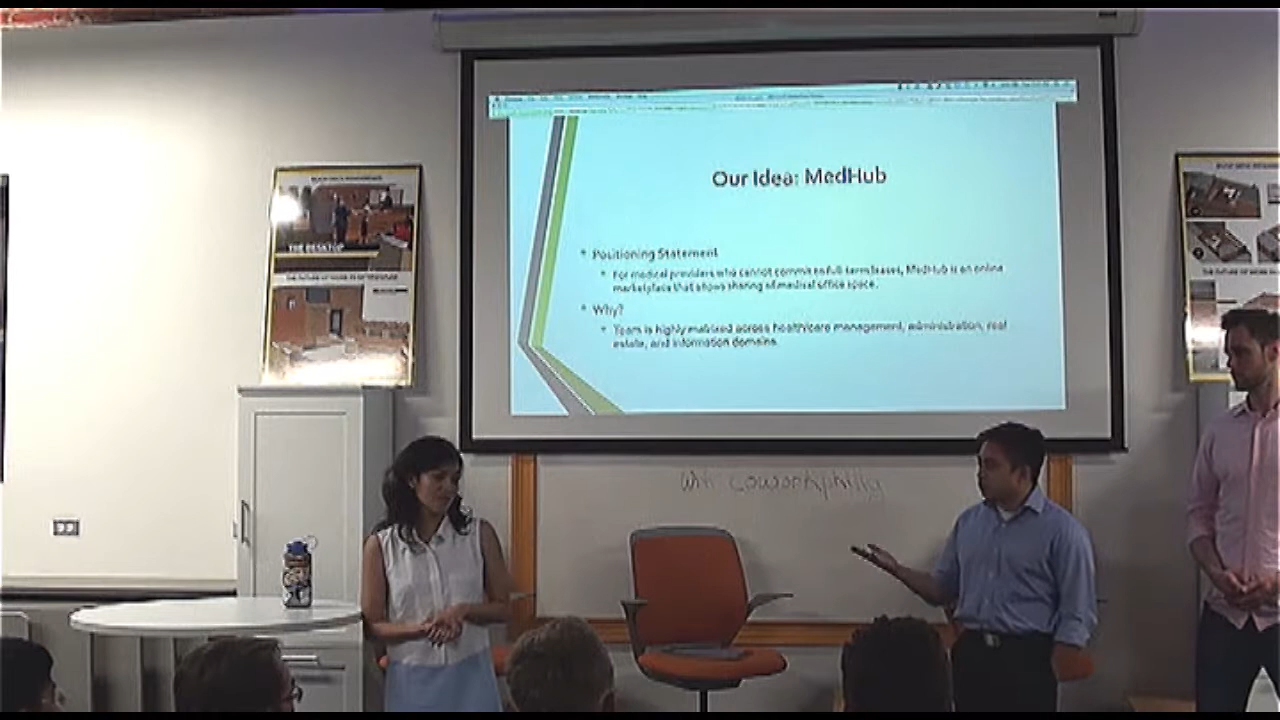 Our Idea: MedHub
Positioning Statement
For medical providers who cannot commit to full-term leases, MedHub is an online
marketplace that allows sharing of medical office space.
Why?
Team is highly matrixed across healthcare management, administration, real
estate, and information domains.
THE DESKTOP
coworkphilly